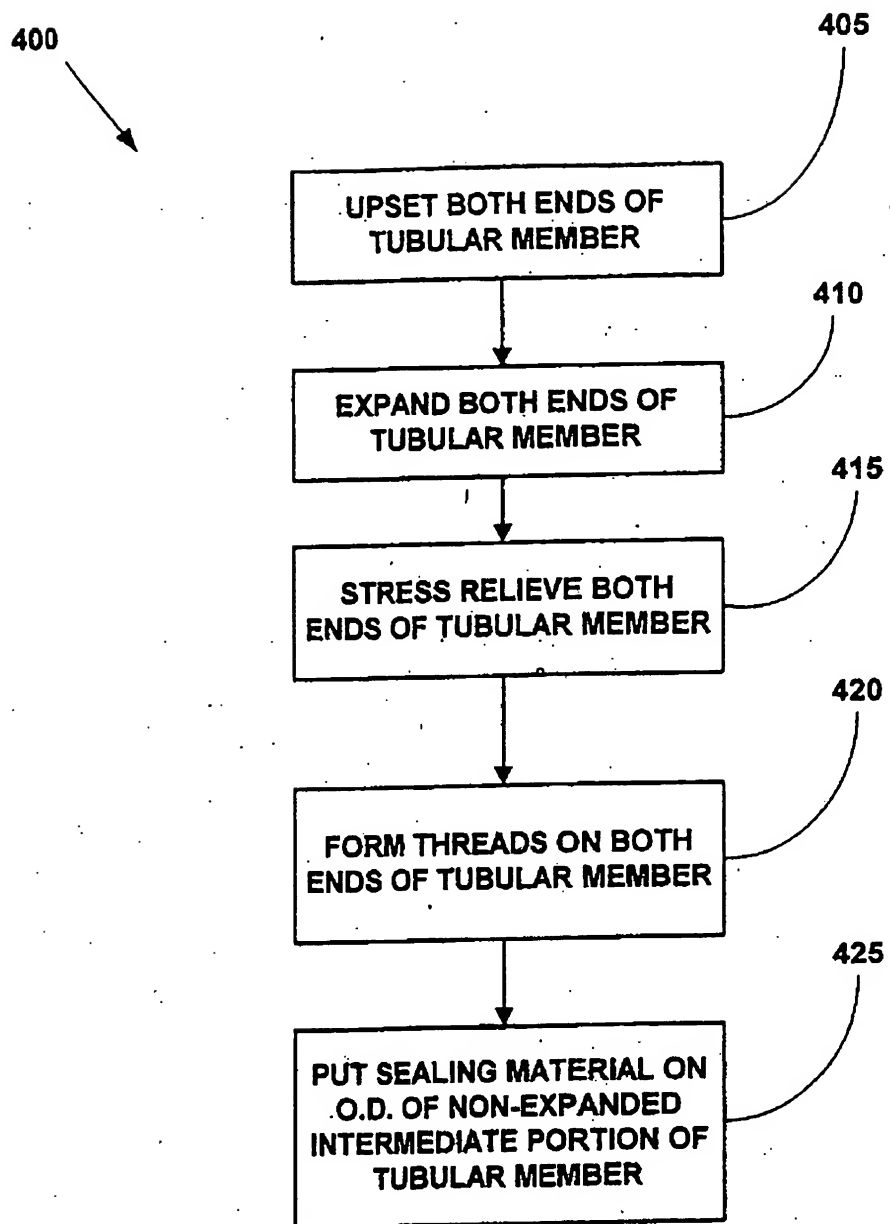 400
405
UPSET BOTH ENDS OF
TUBULAR MEMBER
410
EXPAND BOTH ENDS OF
TUBULAR MEMBER
415
STRESS RELIEVE BOTH
ENDS OF TUBULAR MEMBER
420
FORM THREADS ON BOTH
ENDS OF TUBULAR MEMBER
425
PUT SEALING MATERIAL ON
O.D. OF NON-EXPANDED
INTERMEDIATE PORTION OF
TUBULAR MEMBER